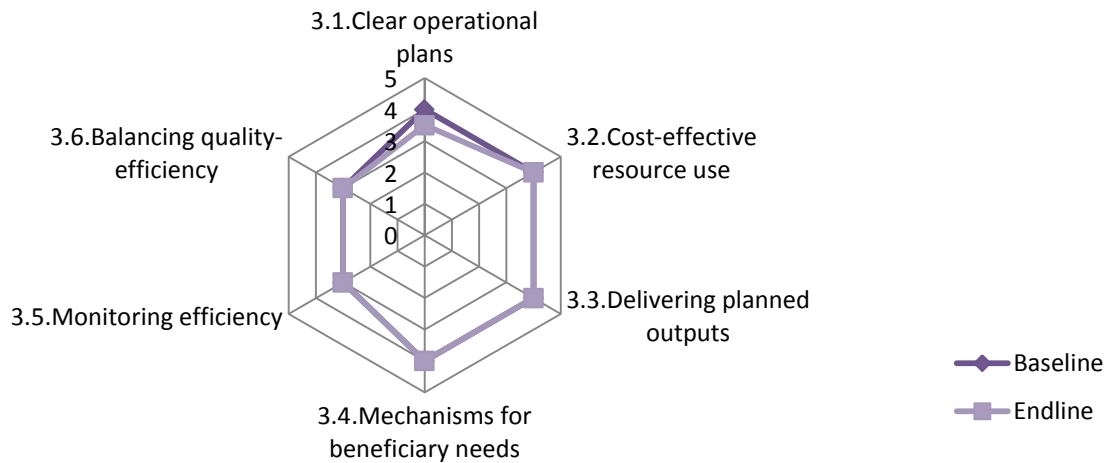 3.1.Clear operational
plans
5
4
3
2
1
0
3.6.Balancing quality-
efficiency
3.2.Cost-effective
resource use
3.5.Monitoring efficiency
3.3.Delivering planned
outputs
3.4.Mechanisms for
beneficiary needs
Baseline
Endline